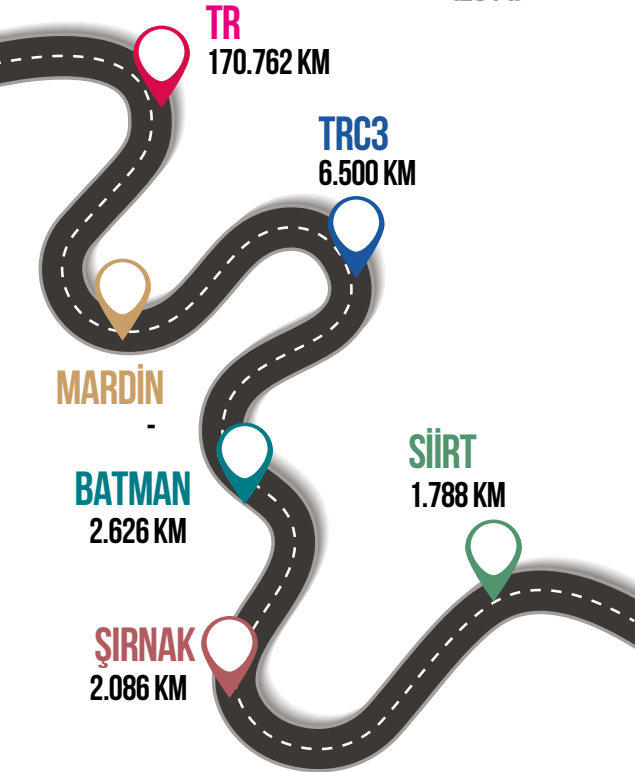 TR
170.762 KM
TRC3
6.500 KM
MARDİN
-
BATMAN
2.626 KM
SİİRT
1.788 KM
ŞIRNAK
2.086 KM